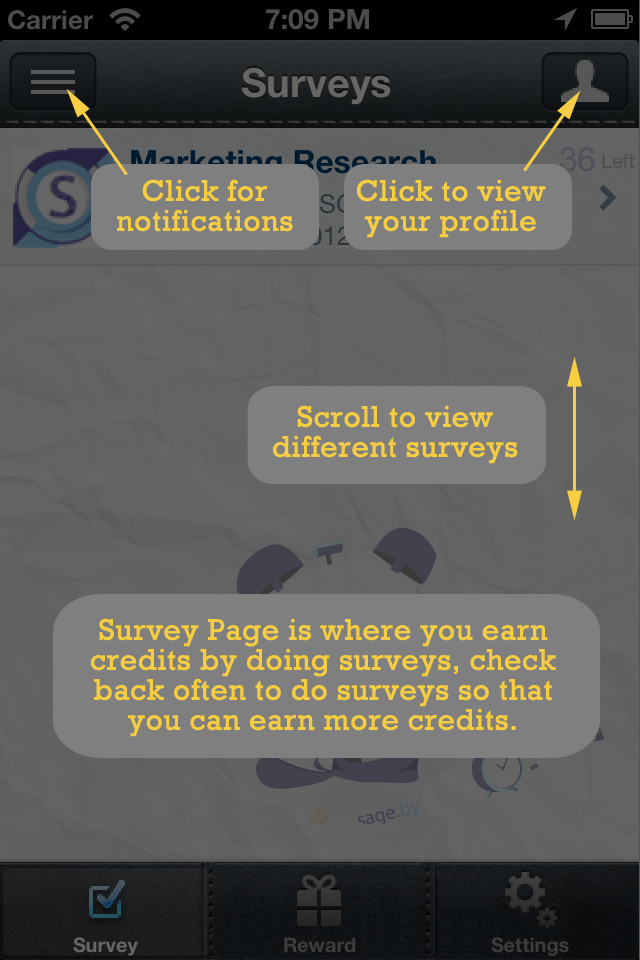 Carrier 7:09 PM
Surveys
Marketing Research
36 Left
S
Click for
notifications
Click to view
your profile
Scroll to view
different surveys
Survey Page is where you earn
credits by doing surveys, check
back often to do surveys so that
you can earn more credits.
sage.by
Survey Reward Settings